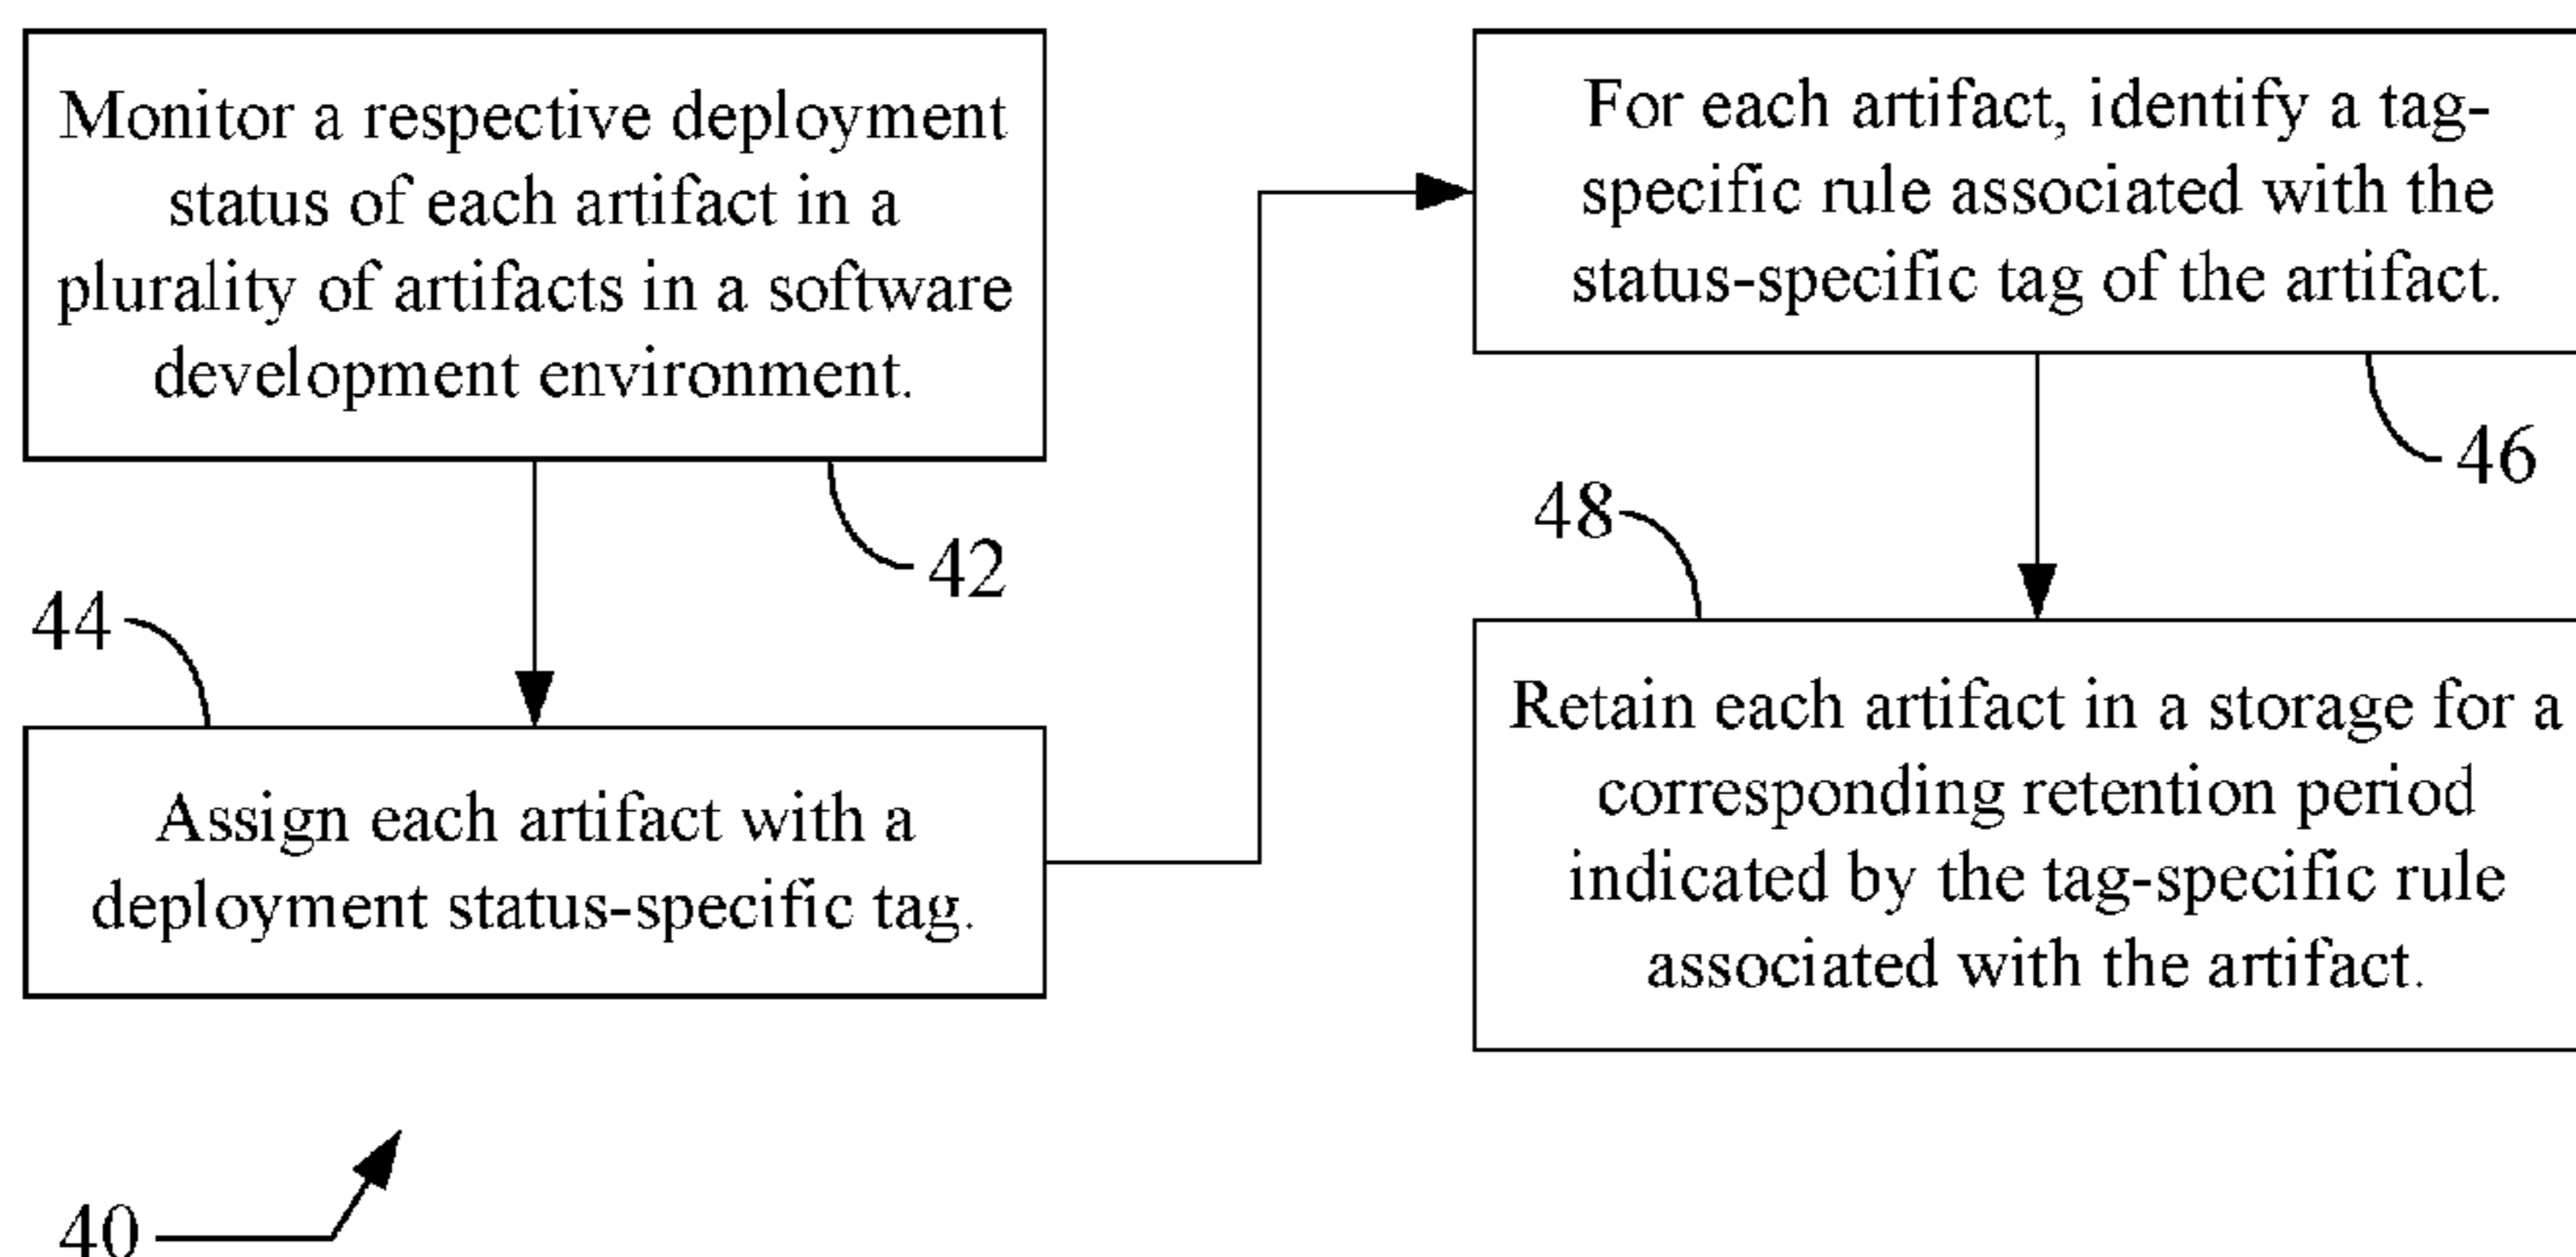 Monitor a respective deployment
status of each artifact in a
plurality of artifacts in a software
development environment.
42
44
Assign each artifact with a
deployment status-specific tag.
For each artifact, identify a tag-
specific rule associated with the
status-specific tag of the artifact.
46
48
Retain each artifact in a storage for a
corresponding retention period
indicated by the tag-specific rule
associated with the artifact.
40